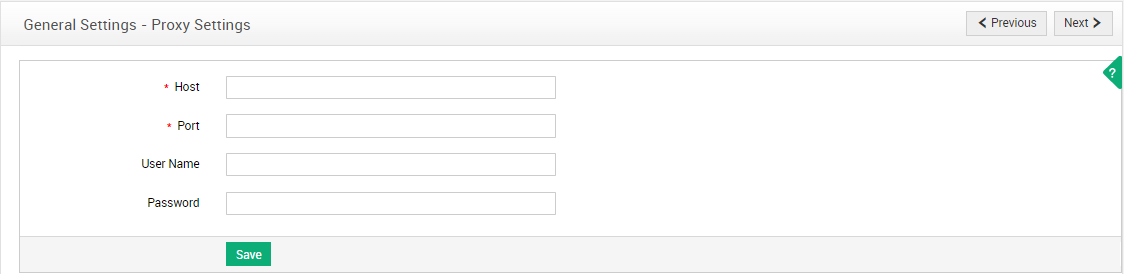 General Settings - Proxy Settings
Previous
Next
?
* Host
* Port
User Name
Password
Save